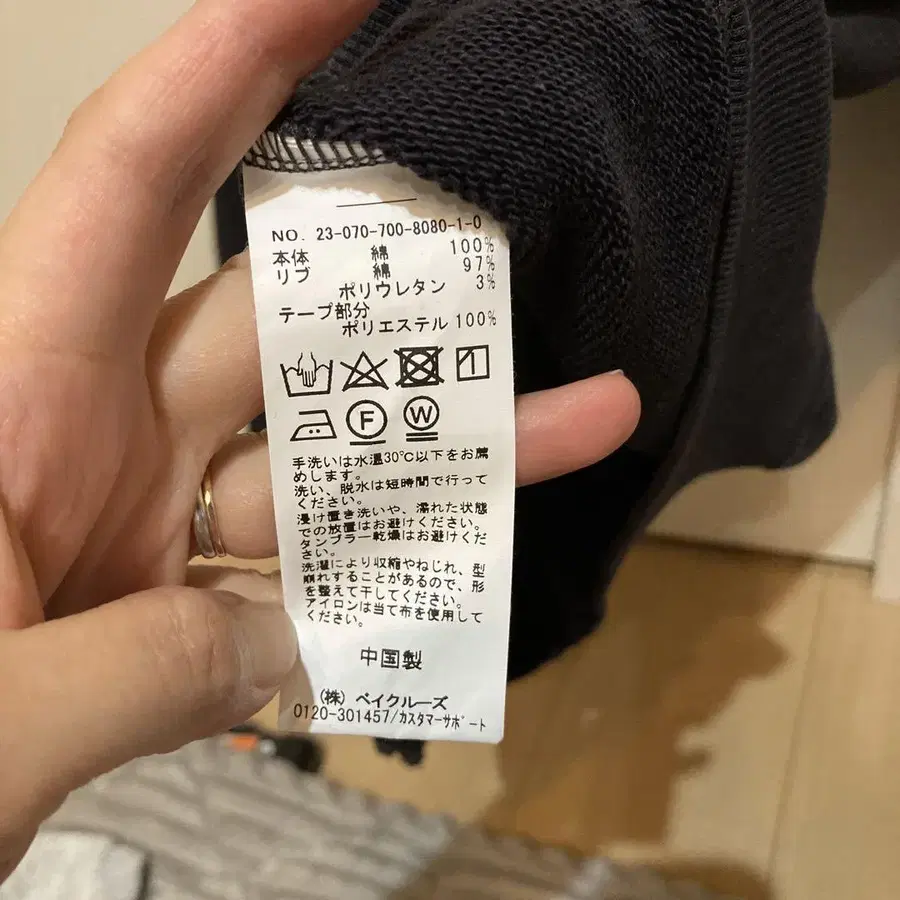 NO. 23-070-700-8080-1-0
本体 綿 100%
リブ 綿 97%
ポリウレタン 3%
テープ部分
ポリエステル 100%
1
F W
手洗いは水温30℃以下をお薦
めします。
洗い、脱水は短時間で行って
ください。
浸け置き洗いや、濡れた状態
での放置はお避けください。
タンブラー乾燥はお避けくだ
さい。
洗濯により収縮やねじれ、型
崩れすることがあるので、形
を整えて干してください。
アイロンは当て布を使用して
ください。
中国製
(株) ベイクルーズ
0120-301457/カスタマーサポート